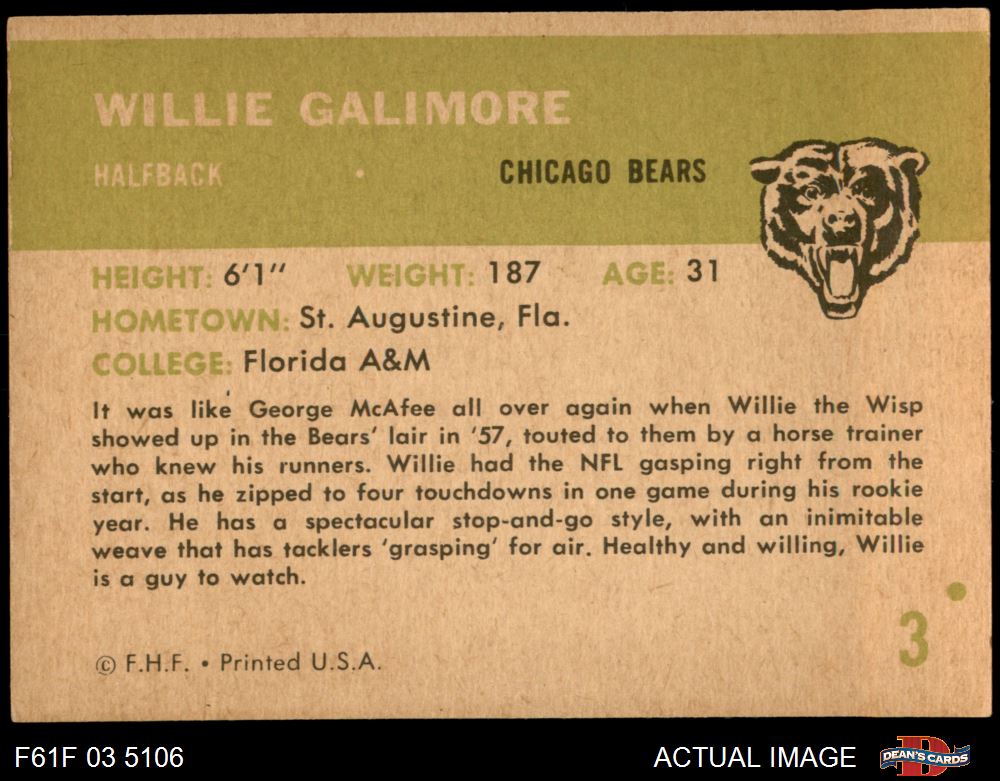 WILLIE GALIMORE
HALFBACK • CHICAGO BEARS
HEIGHT: 6'1" WEIGHT: 187 AGE: 31
HOMETOWN: St. Augustine, Fla.
COLLEGE: Florida A&M
It was like George McAfee all over again when Willie the Wisp
showed up in the Bears' lair in '57, touted to them by a horse trainer
who knew his runners. Willie had the NFL gasping right from the
start, as he zipped to four touchdowns in one game during his rookie
year. He has a spectacular stop-and-go style, with an inimitable
weave that has tacklers 'grasping' for air. Healthy and willing, Willie
is a guy to watch.
3
© F.H.F. • Printed U.S.A.
F61F 03 5106 ACTUAL IMAGE DEAN'S CARDS